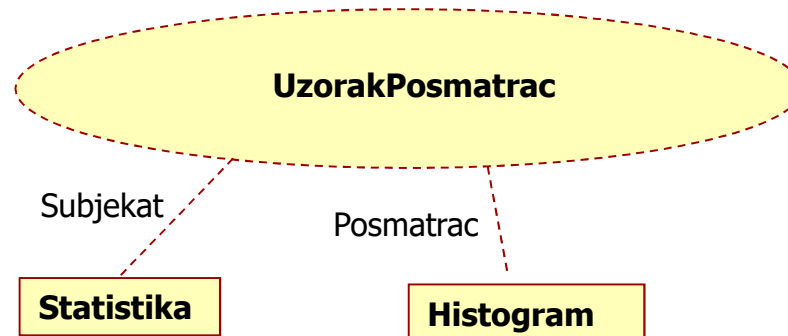 UzorakPosmatrac
Subjekat
Posmatrac
Statistika
Histogram